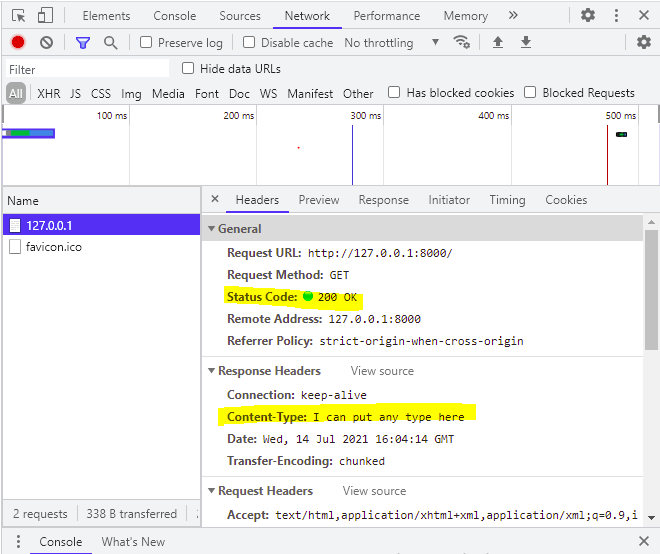 Elements Console Sources Network Performance Memory »
Preserve log Disable cache No throttling
Filter Hide data URLs
All XHR JS CSS Img Media Font Doc WS Manifest Other Has blocked cookies Blocked Requests
100 ms 200 ms 300 ms 400 ms 500 ms
Name
127.0.0.1
favicon.ico
Headers Preview Response Initiator Timing Cookies
General
Request URL: http://127.0.0.1:8000/
Request Method: GET
Status Code: 200 OK
Remote Address: 127.0.0.1:8000
Referrer Policy: strict-origin-when-cross-origin
Response Headers View source
Connection: keep-alive
Content-Type: I can put any type here
Date: Wed, 14 Jul 2021 16:04:14 GMT
Transfer-Encoding: chunked
Request Headers View source
Accept: text/html,application/xhtml+xml,application/xml;q=0.9,i
2 requests 338 B transferred
Console What's New